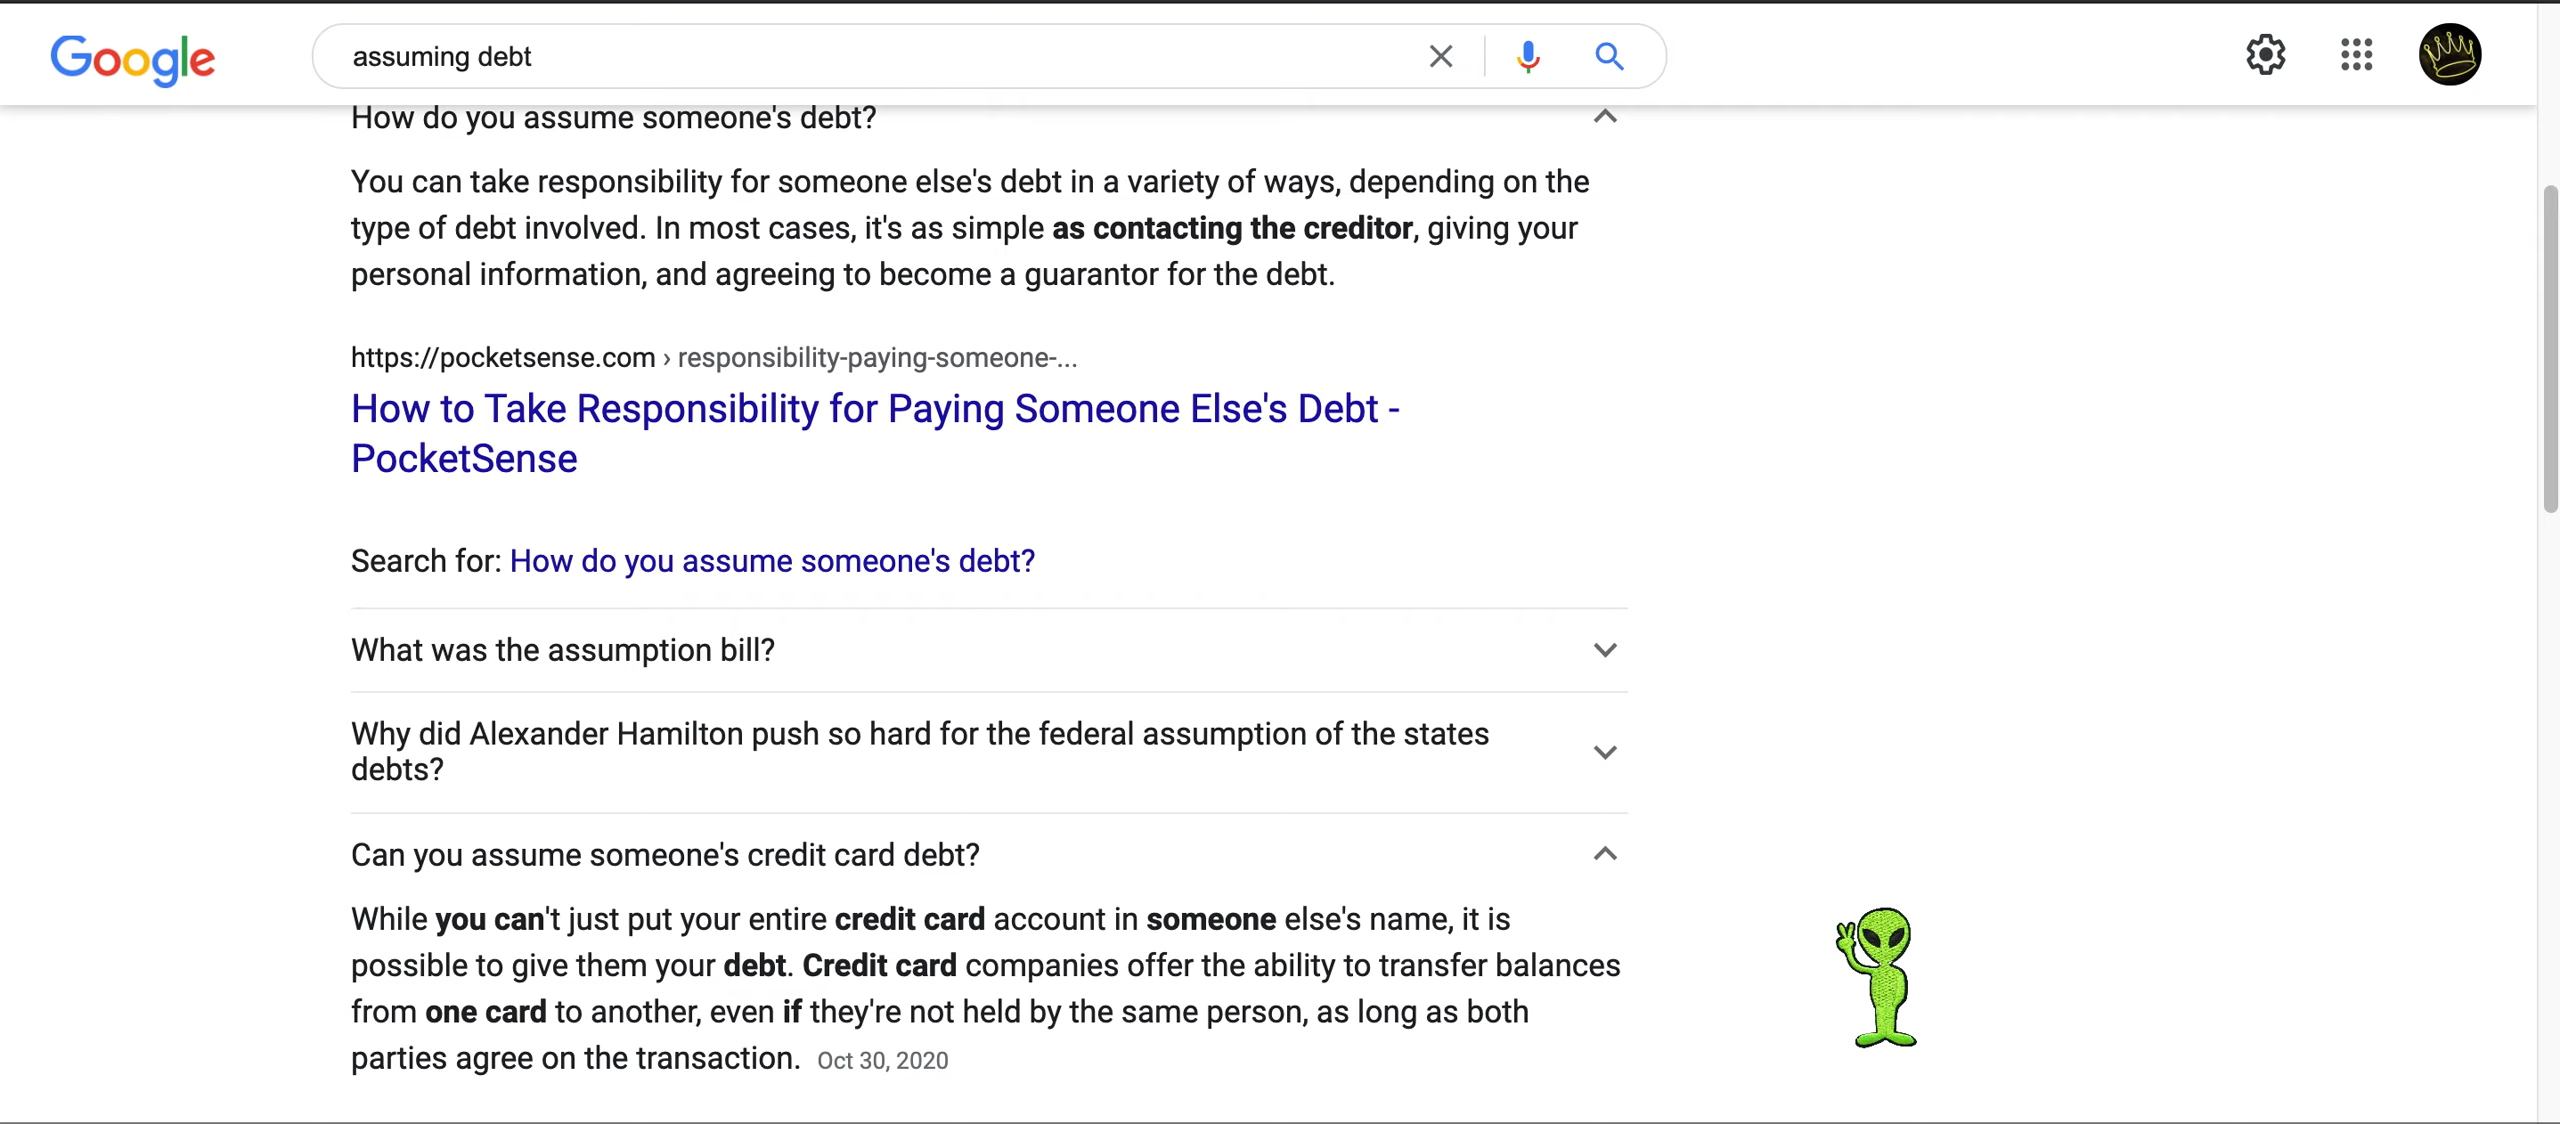 Google
assuming debt
How do you assume someone's debt?
You can take responsibility for someone else's debt in a variety of ways, depending on the
type of debt involved. In most cases, it's as simple as contacting the creditor, giving your
personal information, and agreeing to become a guarantor for the debt.
https://pocketsense.com › responsibility-paying-someone-...
How to Take Responsibility for Paying Someone Else's Debt -
PocketSense
Search for: How do you assume someone's debt?
What was the assumption bill?
Why did Alexander Hamilton push so hard for the federal assumption of the states
debts?
Can you assume someone's credit card debt?
While you can't just put your entire credit card account in someone else's name, it is
possible to give them your debt. Credit card companies offer the ability to transfer balances
from one card to another, even if they're not held by the same person, as long as both
parties agree on the transaction. Oct 30, 2020